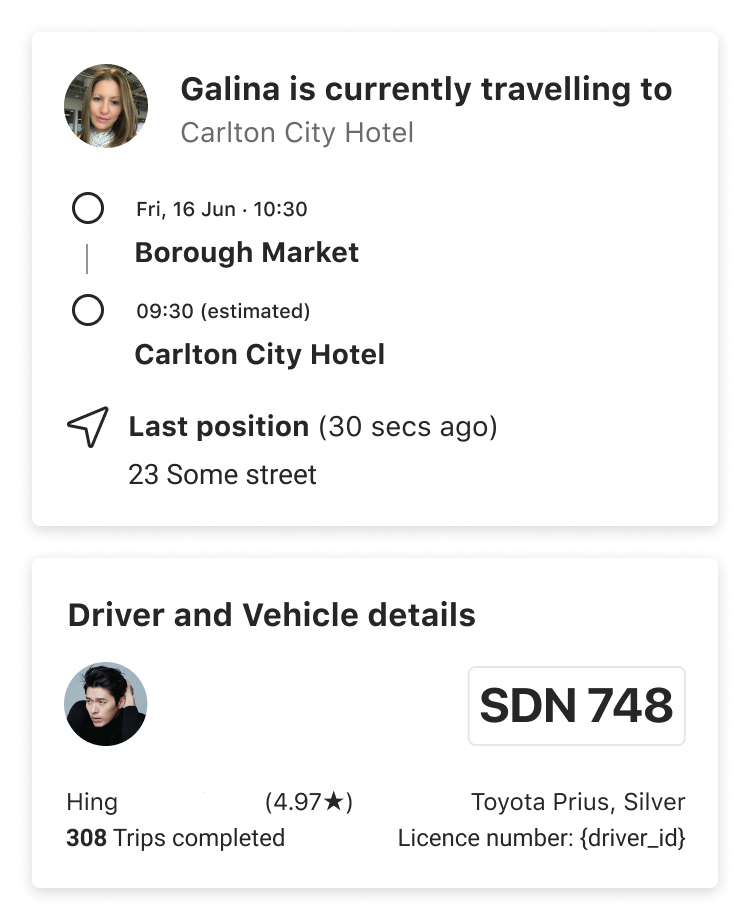 Galina is currently travelling to
Carlton City Hotel
Fri, 16 Jun · 10:30
Borough Market
09:30 (estimated)
Carlton City Hotel
Last position (30 secs ago)
23 Some street
Driver and Vehicle details
SDN 748
Hing (4.97★) Toyota Prius, Silver
308 Trips completed Licence number: {driver_id}